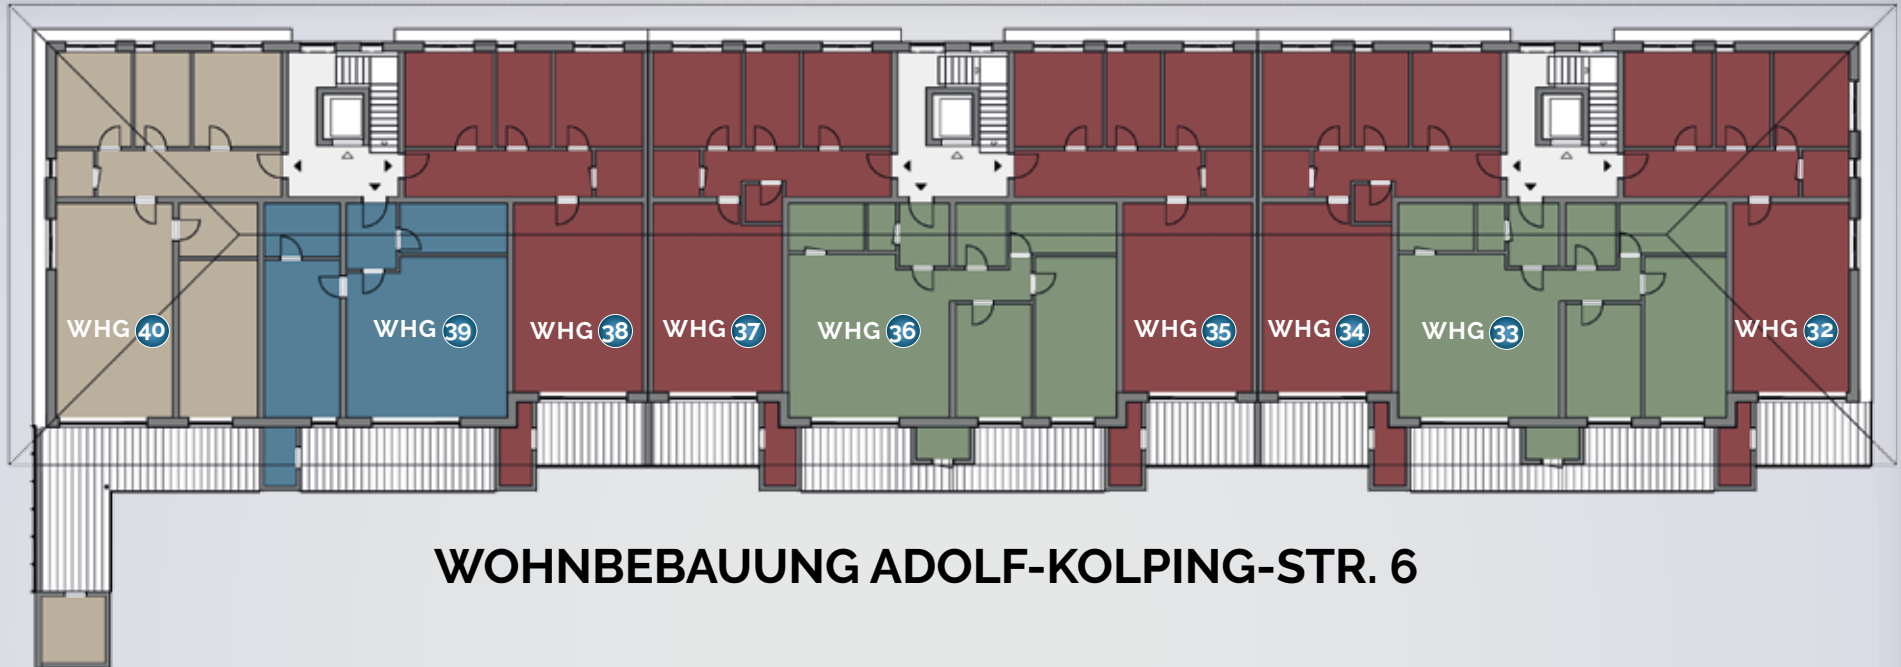 WHG 40
WHG 39
WHG 38
WHG 37
WHG 36
WHG 35
WHG 34
WHG 33
WHG 32
WOHNBEBAUUNG ADOLF-KOLPING-STR. 6